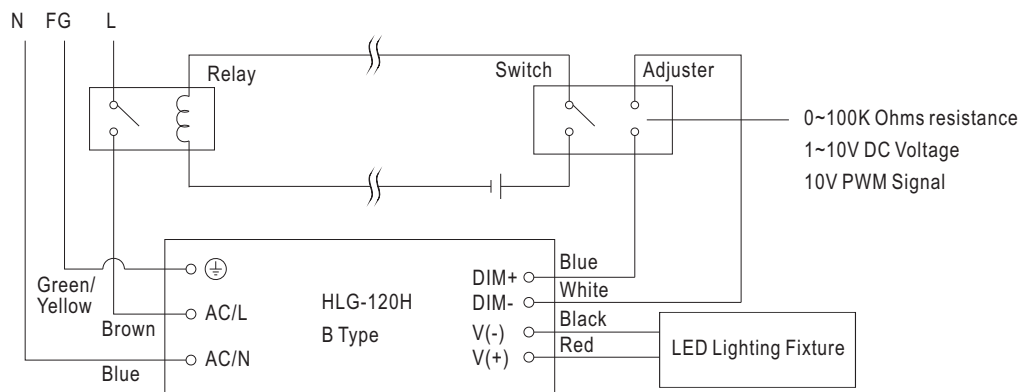 N FG L
Relay
Switch
Adjuster
0~100K Ohms resistance
1~10V DC Voltage
10V PWM Signal
Green/
Yellow
Brown
Blue
AC/L
AC/N
HLG-120H
B Type
DIM+
DIM-
V(-)
V(+)
Blue
White
Black
Red
LED Lighting Fixture